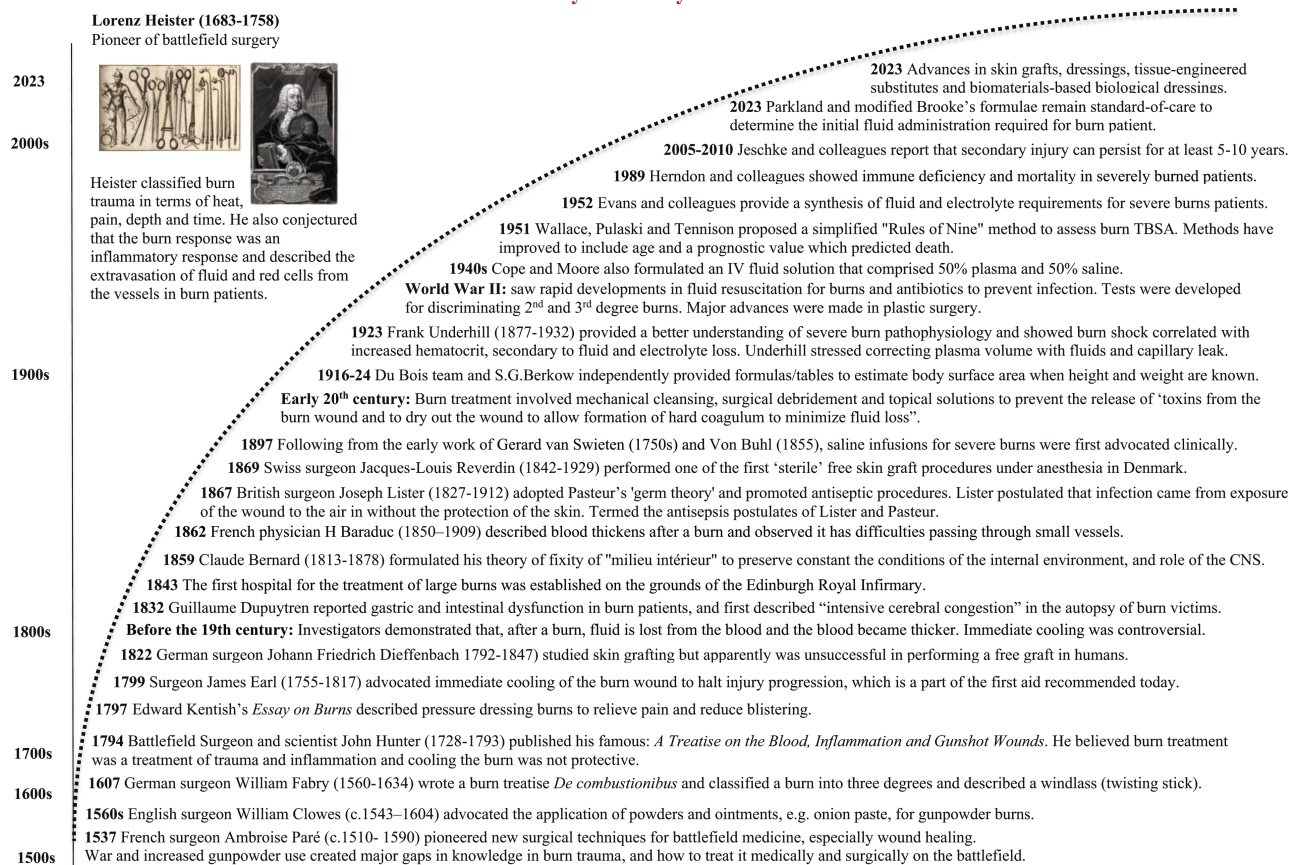 Lorenz Heister (1683-1758)
Pioneer of battlefield surgery
Heister classified burn
trauma in terms of heat,
pain, depth and time. He also conjectured
that the burn response was an
inflammatory response and described the
extravasation of fluid and red cells from
the vessels in burn patients.
2023
2000s
1900s
1800s
1700s
1600s
1500s
2023 Advances in skin grafts, dressings, tissue-engineered
substitutes and biomaterials-based biological dressings.
2023 Parkland and modified Brooke's formulae remain standard-of-care to
determine the initial fluid administration required for burn patient.
2005-2010 Jeschke and colleagues report that secondary injury can persist for at least 5-10 years.
1989 Herndon and colleagues showed immune deficiency and mortality in severely burned patients.
1952 Evans and colleagues provide a synthesis of fluid and electrolyte requirements for severe burns patients.
1951 Wallace, Pulaski and Tennison proposed a simplified "Rules of Nine" method to assess burn TBSA. Methods have
improved to include age and a prognostic value which predicted death.
1940s Cope and Moore also formulated an IV fluid solution that comprised 50% plasma and 50% saline.
World War II: saw rapid developments in fluid resuscitation for burns and antibiotics to prevent infection. Tests were developed
for discriminating 2nd and 3rd degree burns. Major advances were made in plastic surgery.
1923 Frank Underhill (1877-1932) provided a better understanding of severe burn pathophysiology and showed burn shock correlated with
increased hematocrit, secondary to fluid and electrolyte loss. Underhill stressed correcting plasma volume with fluids and capillary leak.
1916-24 Du Bois team and S.G.Berkow independently provided formulas/tables to estimate body surface area when height and weight are known.
Early 20th century: Burn treatment involved mechanical cleansing, surgical debridement and topical solutions to prevent the release of 'toxins from the
burn wound and to dry out the wound to allow formation of hard coagulum to minimize fluid loss".
1897 Following from the early work of Gerard van Swieten (1750s) and Von Buhl (1855), saline infusions for severe burns were first advocated clinically.
1869 Swiss surgeon Jacques-Louis Reverdin (1842-1929) performed one of the first 'sterile' free skin graft procedures under anesthesia in Denmark.
1867 British surgeon Joseph Lister (1827-1912) adopted Pasteur's 'germ theory' and promoted antiseptic procedures. Lister postulated that infection came from exposure
of the wound to the air in without the protection of the skin. Termed the antisepsis postulates of Lister and Pasteur.
1862 French physician H Baraduc (1850–1909) described blood thickens after a burn and observed it has difficulties passing through small vessels.
1859 Claude Bernard (1813-1878) formulated his theory of fixity of "milieu intérieur" to preserve constant the conditions of the internal environment, and role of the CNS.
1843 The first hospital for the treatment of large burns was established on the grounds of the Edinburgh Royal Infirmary.
1832 Guillaume Dupuytren reported gastric and intestinal dysfunction in burn patients, and first described "intensive cerebral congestion" in the autopsy of burn victims.
Before the 19th century: Investigators demonstrated that, after a burn, fluid is lost from the blood and the blood became thicker. Immediate cooling was controversial.
1822 German surgeon Johann Friedrich Dieffenbach 1792-1847) studied skin grafting but apparently was unsuccessful in performing a free graft in humans.
1799 Surgeon James Earl (1755-1817) advocated immediate cooling of the burn wound to halt injury progression, which is a part of the first aid recommended today.
1797 Edward Kentish's Essay on Burns described pressure dressing burns to relieve pain and reduce blistering.
1794 Battlefield Surgeon and scientist John Hunter (1728-1793) published his famous: A Treatise on the Blood, Inflammation and Gunshot Wounds. He believed burn treatment
was a treatment of trauma and inflammation and cooling the burn was not protective.
1607 German surgeon William Fabry (1560-1634) wrote a burn treatise De combustionibus and classified a burn into three degrees and described a windlass (twisting stick).
1560s English surgeon William Clowes (c.1543–1604) advocated the application of powders and ointments, e.g. onion paste, for gunpowder burns.
1537 French surgeon Ambroise Paré (c.1510- 1590) pioneered new surgical techniques for battlefield medicine, especially wound healing.
War and increased gunpowder use created major gaps in knowledge in burn trauma, and how to treat it medically and surgically on the battlefield.